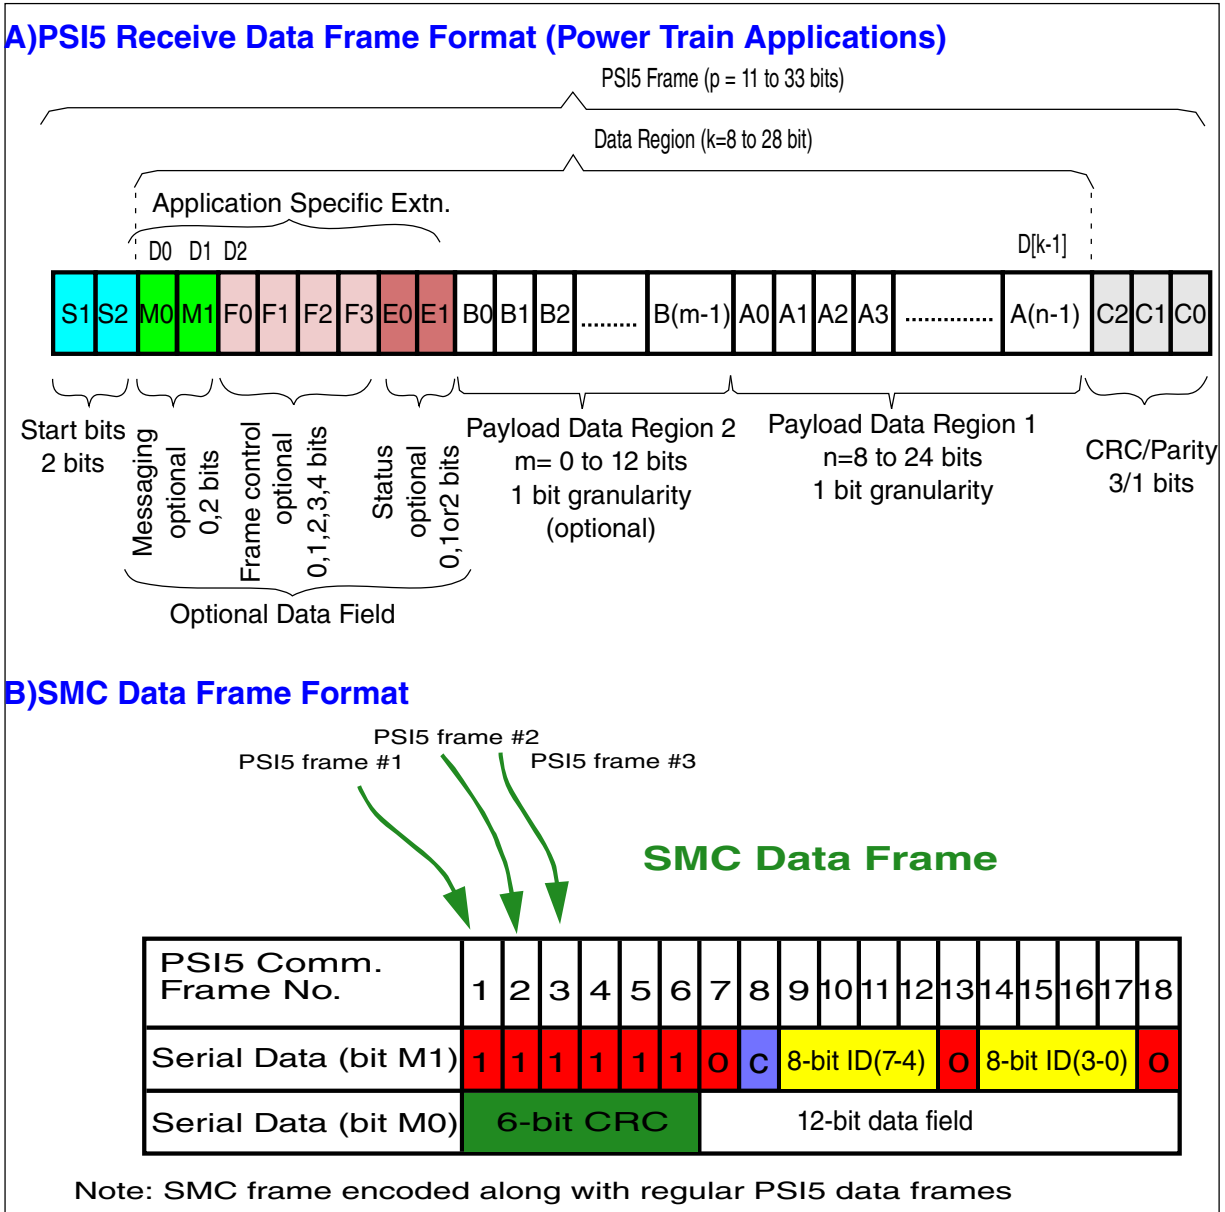 A)PSI5 Receive Data Frame Format (Power Train Applications)
PSI5 Frame (p = 11 to 33 bits)
Data Region (k=8 to 28 bit)
Application Specific Extn.
D0 D1 D2 D[k-1]
S1 S2 M0 M1 F0 F1 F2 F3 E0 E1 B0 B1 B2 ......... B(m-1) A0 A1 A2 A3 .............. A(n-1) C2 C1 C0
Start bits
2 bits
Messaging
optional
0,2 bits
Frame control
optional
0,1,2,3,4 bits
Status
optional
0,1or2 bits
Payload Data Region 2
m= 0 to 12 bits
1 bit granularity
(optional)
Payload Data Region 1
n=8 to 24 bits
1 bit granularity
CRC/Parity
3/1 bits
Optional Data Field
B)SMC Data Frame Format
PSI5 frame #1
PSI5 frame #2
PSI5 frame #3
SMC Data Frame
PSI5 Comm.
Frame No.
1 2 3 4 5 6 7 8 9 10 11 12 13 14 15 16 17 18
Serial Data (bit M1) 1 1 1 1 1 1 0 C 8-bit ID(7-4) 0 8-bit ID(3-0) 0
Serial Data (bit M0) 6-bit CRC 12-bit data field
Note: SMC frame encoded along with regular PSI5 data frames